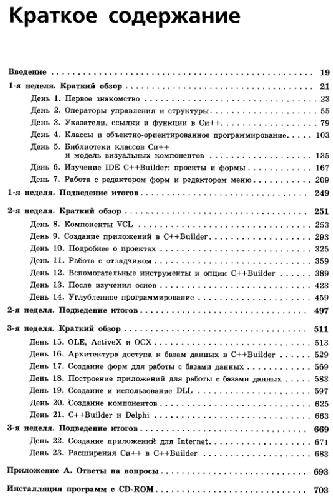 Краткое содержание
Введение 19
1-я неделя. Краткий обзор 21
День 1. Первое знакомство 23
День 2. Операторы управления и структуры 55
День 3. Указатели, ссылки и функции в Си++ 79
День 4. Классы и объектно-ориентированное программирование 103
День 5. Библиотеки классов Си++
и модель визуальных компонентов 135
День 6. Изучение IDE C++Builder: проекты и формы 167
День 7. Работа с редактором форм и редактором меню 209
1-я неделя. Подведение итогов 249
2-я неделя. Краткий обзор 251
День 8. Компоненты VCL 253
День 9. Создание приложений в C++Builder 293
День 10. Подробнее о проектах 325
День 11. Работа с отладчиком 359
День 12. Вспомогательные инструменты и опции C++Builder 389
День 13. После изучения основ 423
День 14. Углубленное программирование 459
2-я неделя. Подведение итогов 497
3-я неделя. Краткий обзор 511
День 15. OLE, ActiveX и OCX 513
День 16. Архитектура доступа к базам данных в C++Builder 529
День 17. Создание форм для работы с базами данных 569
День 18. Построение приложений для работы с базами данных 583
День 19. Создание и использование DLL 597
День 20. Создание компонентов 625
День 21. C++Builder и Delphi 653
3-я неделя. Подведение итогов 669
День 22. Создание приложений для Internet 671
День 23. Расширения Си++ в C++Builder 683
Приложение А. Ответы на вопросы 693
Инсталляция программ с CD-ROM 703